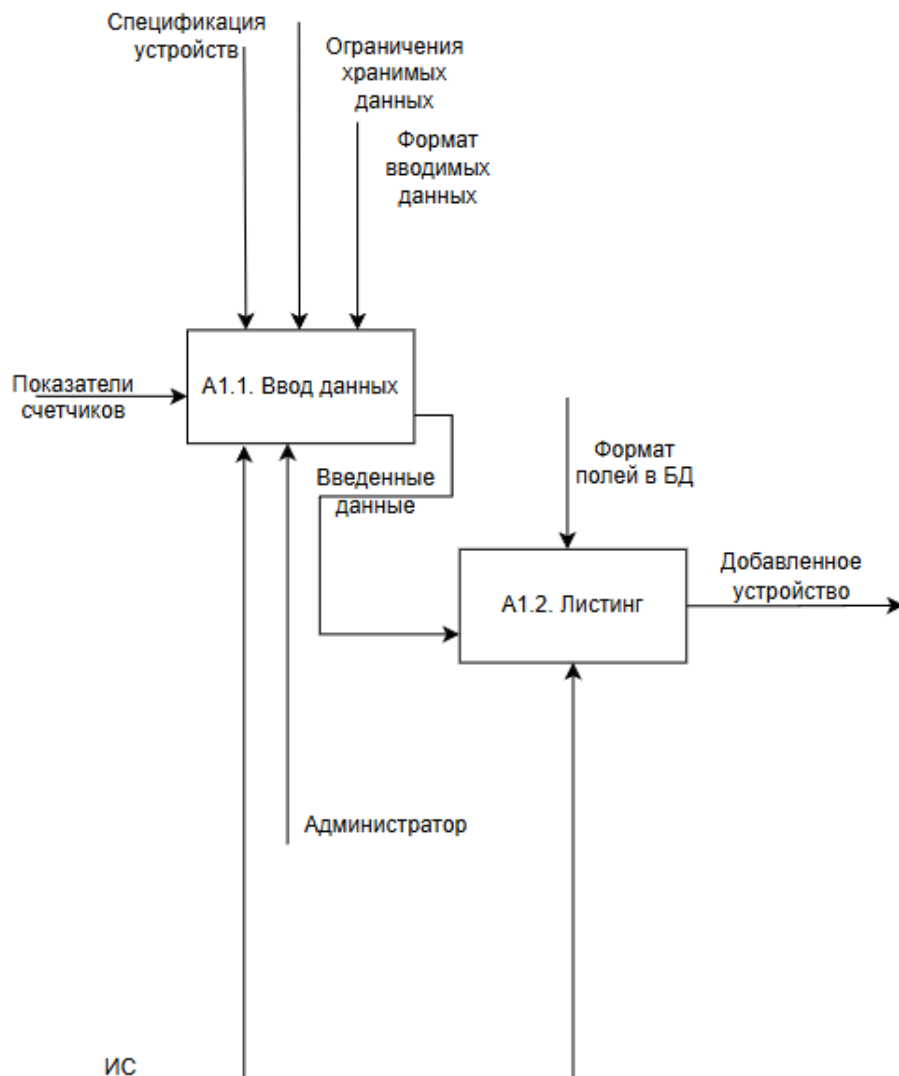 Спецификация
устройств
Ограничения
хранимых
данных
Формат
вводимых
данных
А1.1. Ввод данных
Показатели
счетчиков
Введенные
данные
Формат
полей в БД
А1.2. Листинг
Добавленное
устройство
Администратор
ИС